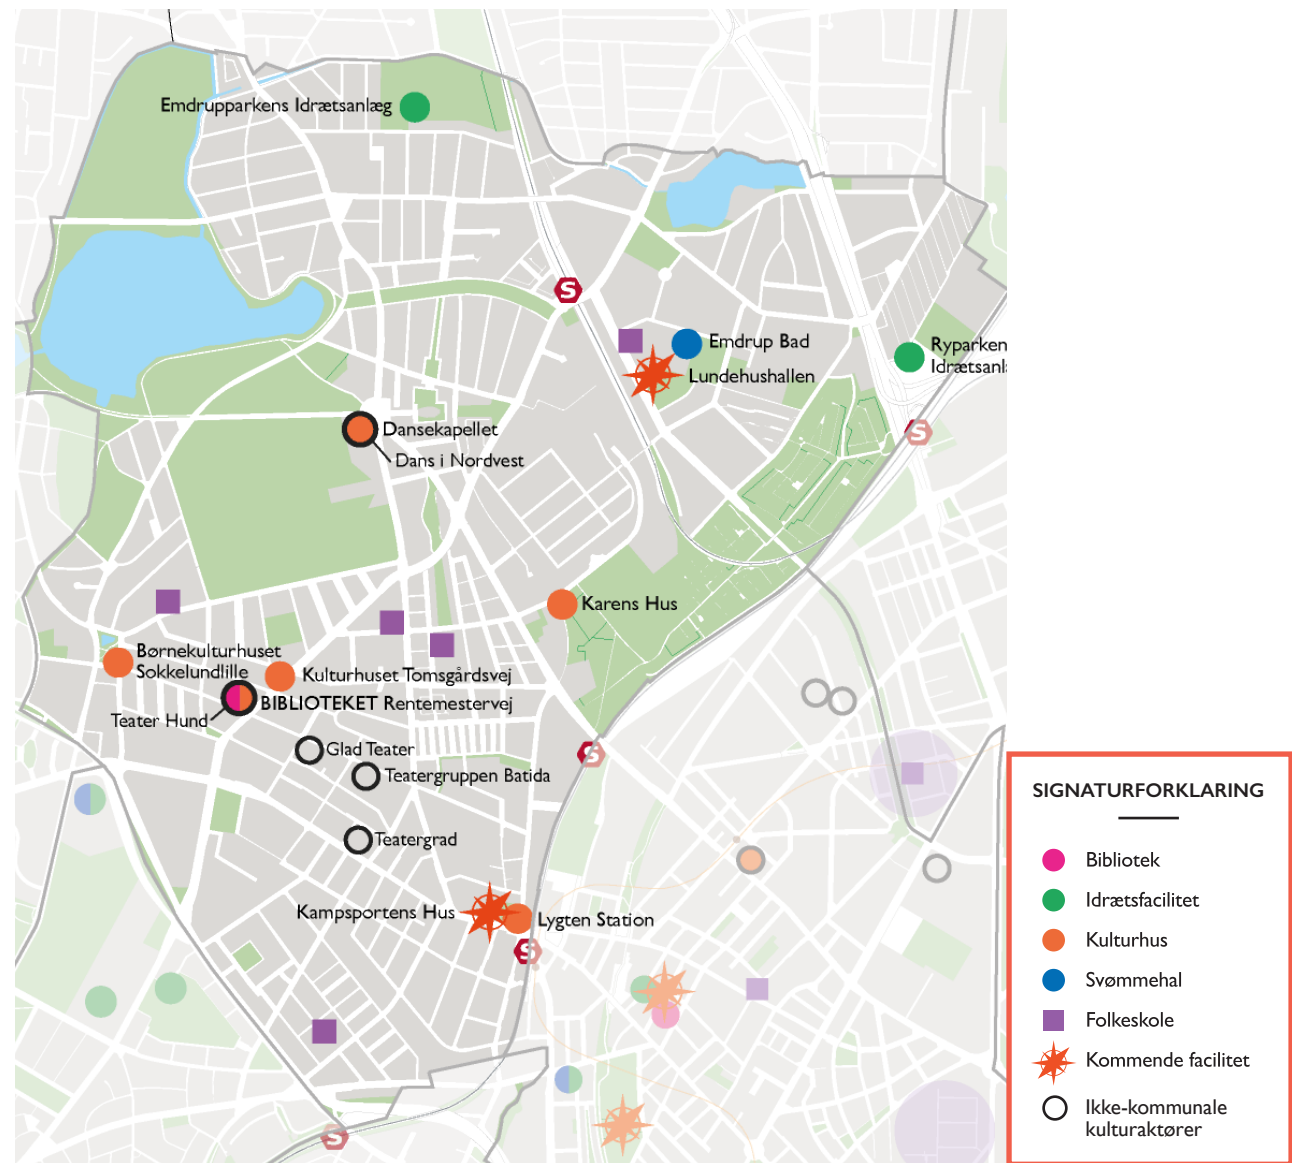 Emdrupparkens Idrætsanlæg
S
Emdrup Bad
Lundehushallen
Ryparken
Idrætsanl
Dansekapellet
Dans i Nordvest
S
Karens Hus
Børnekulturhuset
Sokkelundlille
Kulturhuset Tomsgårdsvej
BIBLIOTEKET Rentemestervej
Teater Hund
Glad Teater
S
Teatergruppen Batida
Teatergrad
Kampsportens Hus
Lygten Station
S
S
SIGNATURFORKLARING
Bibliotek
Idrætsfacilitet
Kulturhus
Svømmehal
Folkeskole
Kommende facilitet
Ikke-kommunale
kulturaktører